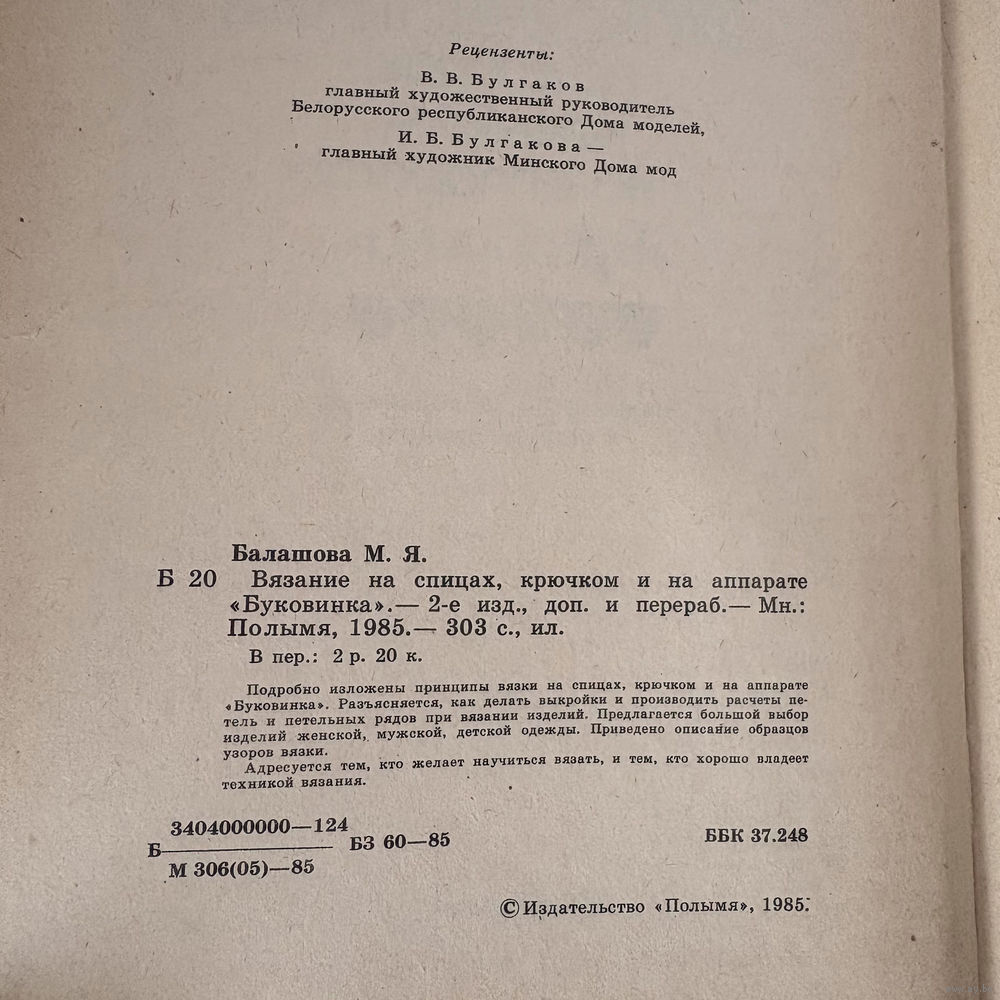 Рецензенты:
В. В. Булгаков
главный художественный руководитель
Белорусского республиканского Дома моделей,
И. Б. Булгакова —
главный художник Минского Дома мод
Балашова М. Я.
Б 20 Вязание на спицах, крючком и на аппарате
«Буковинка».— 2-е изд., доп. и перераб.— Мн.:
Полымя, 1985.— 303 с., ил.
В пер.: 2 р. 20 к.
Подробно изложены принципы вязки на спицах, крючком и на аппарате
«Буковинка». Разъясняется, как делать выкройки и производить расчеты пе-
тель и петельных рядов при вязании изделий. Предлагается большой выбор
изделий женской, мужской, детской одежды. Приведено описание образцов
узоров вязки.
Адресуется тем, кто желает научиться вязать, и тем, кто хорошо владеет
техникой вязания.
3404000000—124
Б БЗ 60—85 ББК 37.248
М 306(05)—85
© Издательство «Полымя», 1985.